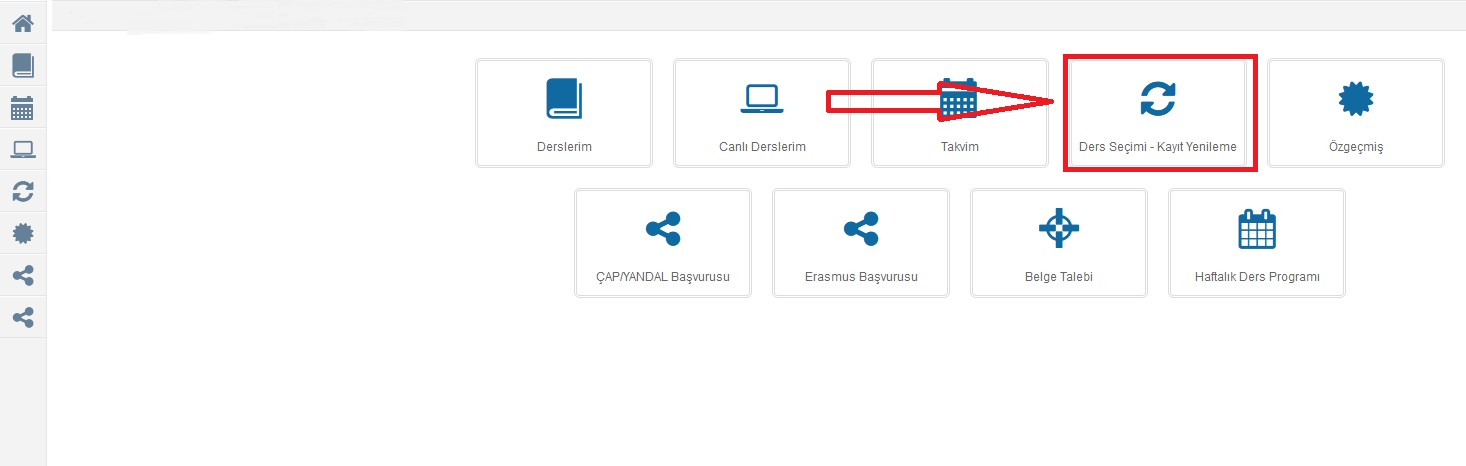 Derslerim
Canlı Derslerim
Takvim
Ders Seçimi - Kayıt Yenileme
Özgeçmiş
ÇAP/YANDAL Başvurusu
Erasmus Başvurusu
Belge Talebi
Haftalık Ders Programı